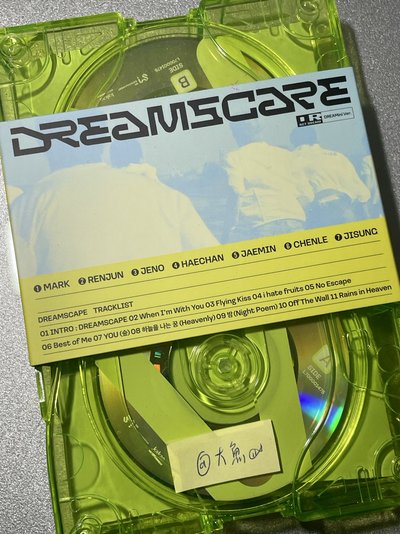 SIDE
B
DREAMSCAPE
DREAMini Ver.
❶ MARK ❷ RENJUN ❸ JENO ❹ HAECHAN ❺ JAEMIN ❻ CHENLE ❼ JISUNG
DREAMSCAPE TRACKLIST
01 INTRO : DREAMSCAPE 02 When I'm With You 03 Flying Kiss 04 i hate fruits 05 No Escape
06 Best of Me 07 YOU (숨) 08 하늘을 나는 꿈 (Heavenly) 09 밤 (Night Poem) 10 Off The Wall 11 Rains in Heaven
SIDE
A
@大魚